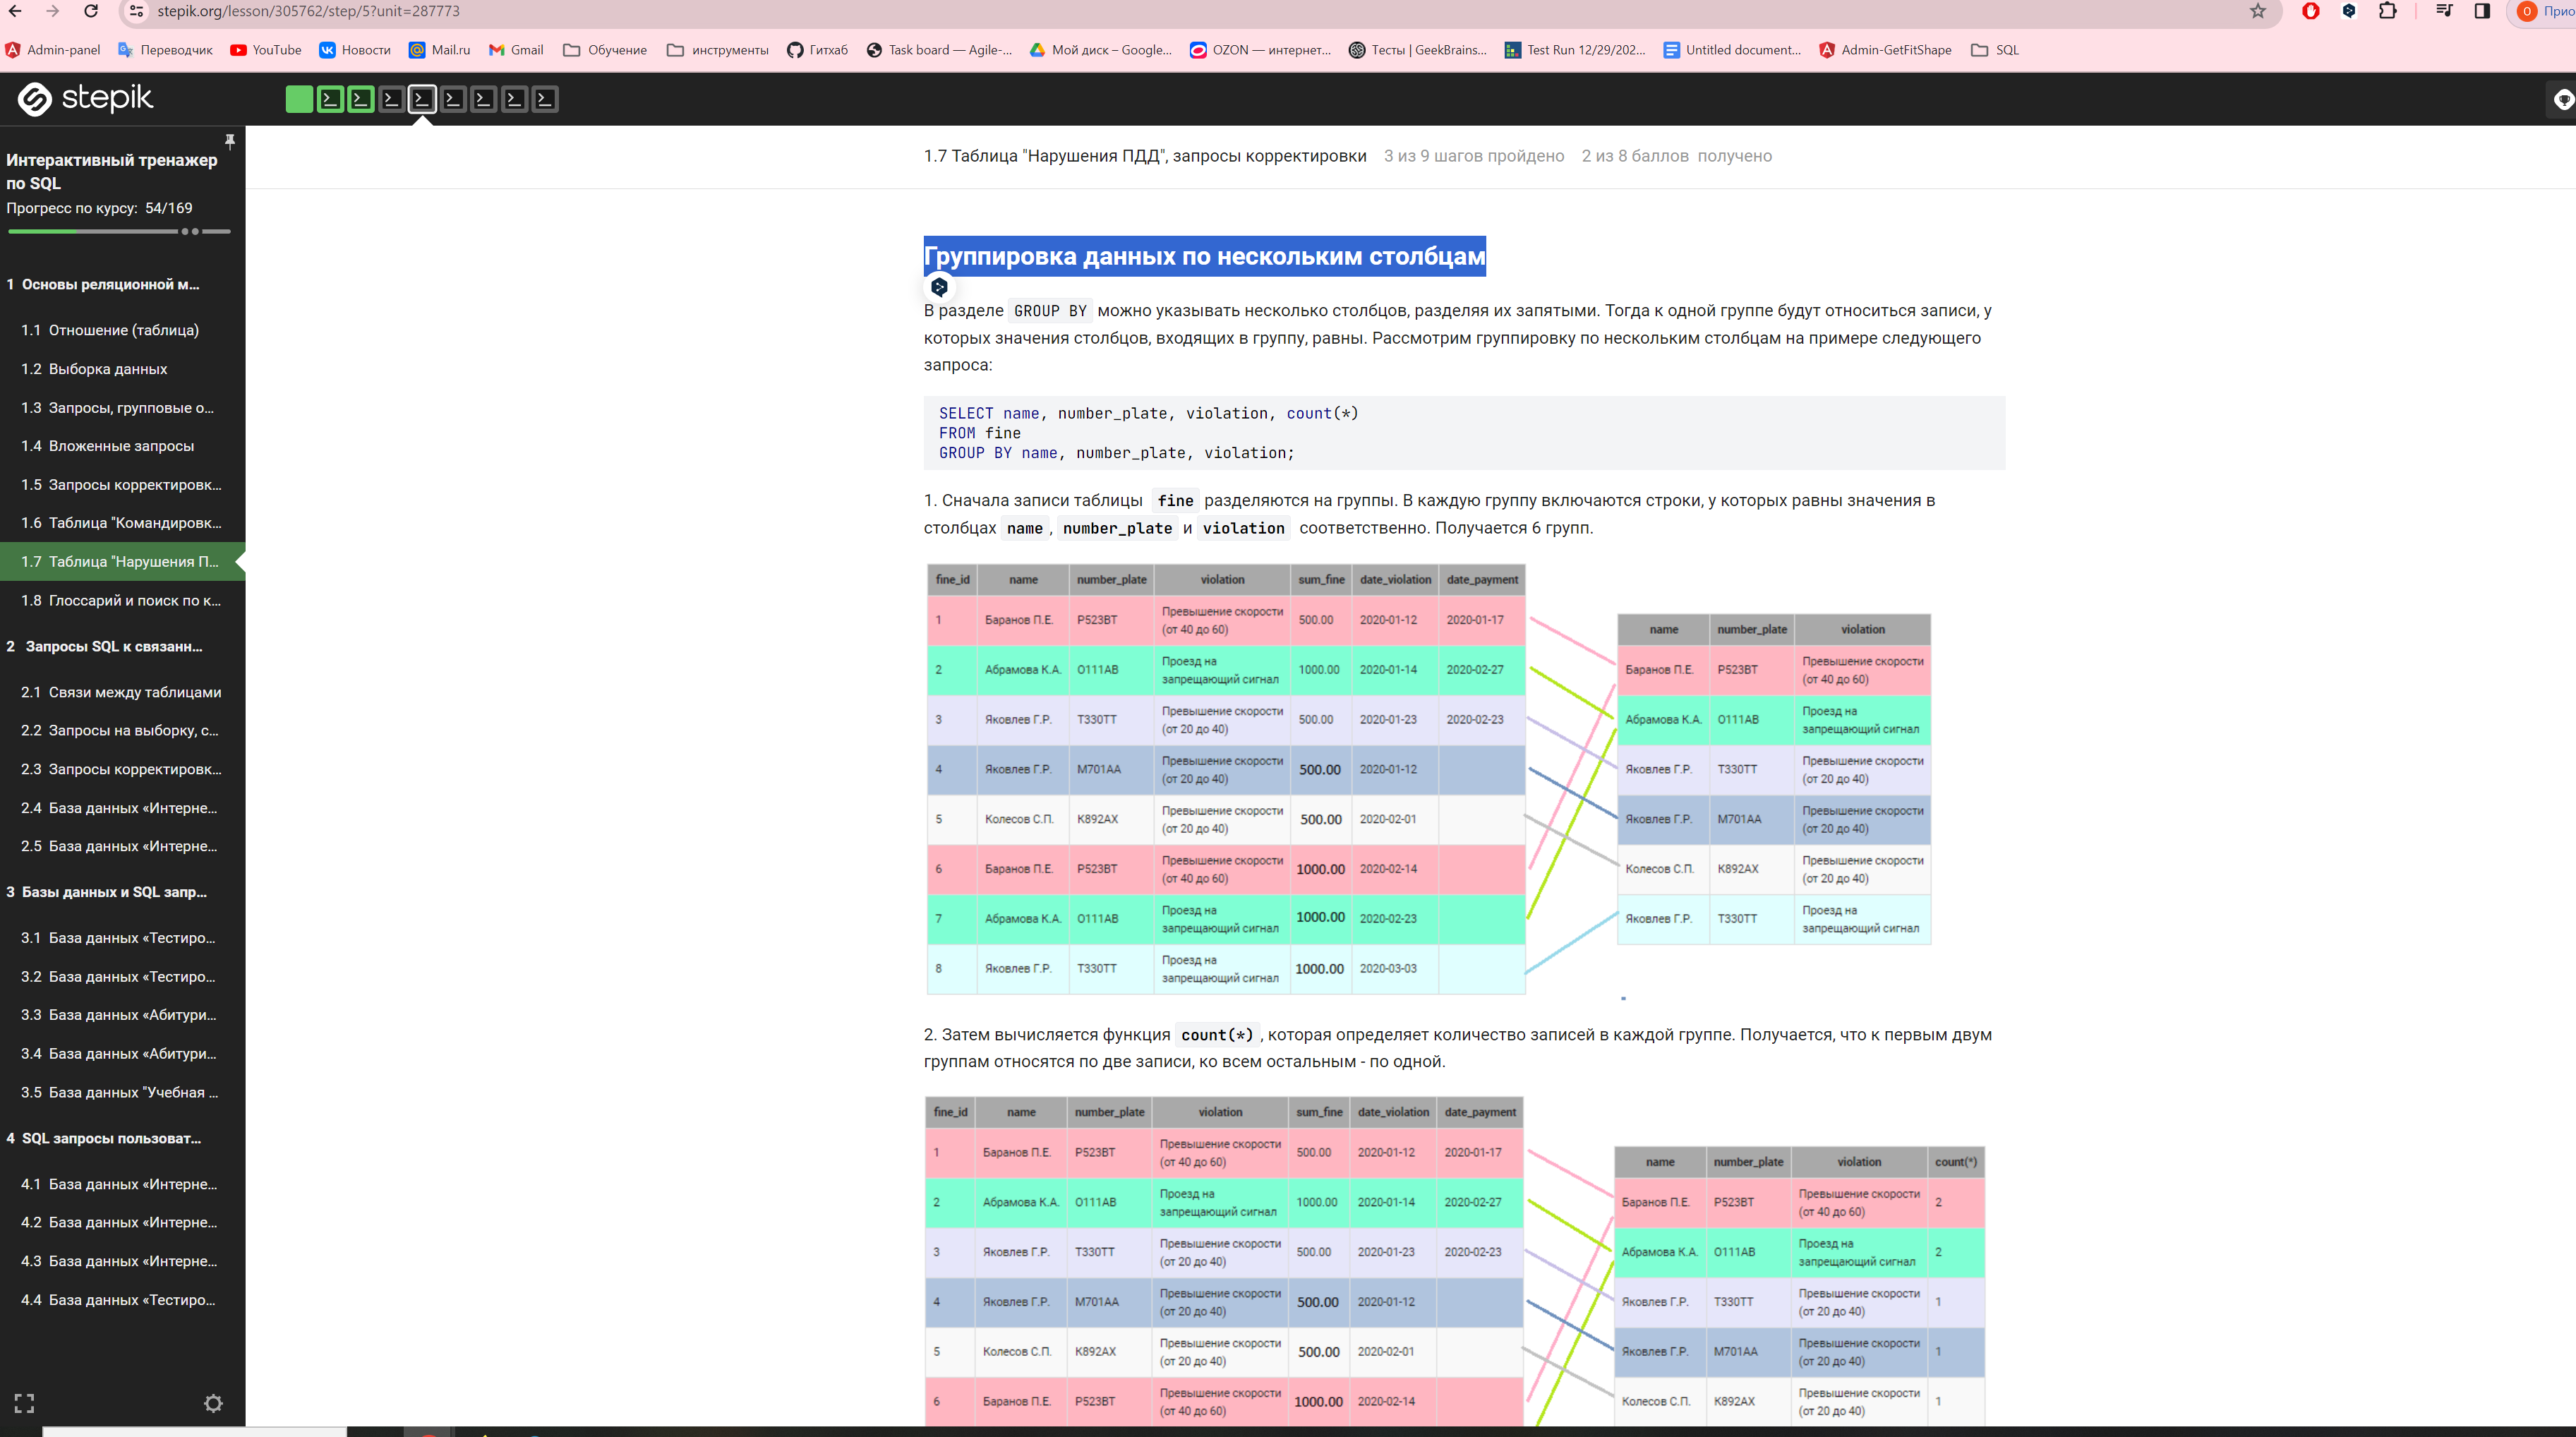 stepik.org/lesson/305762/step/5?unit=287773
О Прио
Admin-panel Переводчик YouTube Новости Mail.ru Gmail Обучение инструменты Гитхаб Task board — Agile-... Мой диск – Google... OZON — интернет... Тесты | GeekBrains... Test Run 12/29/202... Untitled document... Admin-GetFitShape SQL
stepik
Интерактивный тренажер
по SQL
Прогресс по курсу: 54/169
1 Основы реляционной м...
1.1 Отношение (таблица)
1.2 Выборка данных
1.3 Запросы, групповые о...
1.4 Вложенные запросы
1.5 Запросы корректировк...
1.6 Таблица "Командировк...
1.7 Таблица "Нарушения П...
1.8 Глоссарий и поиск по к...
2 Запросы SQL к связанн...
2.1 Связи между таблицами
2.2 Запросы на выборку, с...
2.3 Запросы корректировк...
2.4 База данных «Интерне...
2.5 База данных «Интерне...
3 Базы данных и SQL запр...
3.1 База данных «Тестиро...
3.2 База данных «Тестиро...
3.3 База данных «Абитури...
3.4 База данных «Абитури...
3.5 База данных "Учебная ...
4 SQL запросы пользоват...
4.1 База данных «Интерне...
4.2 База данных «Интерне...
4.3 База данных «Интерне...
4.4 База данных «Тестиро...
1.7 Таблица "Нарушения ПДД", запросы корректировки 3 из 9 шагов пройдено 2 из 8 баллов получено
Группировка данных по нескольким столбцам
В разделе GROUP BY можно указывать несколько столбцов, разделяя их запятыми. Тогда к одной группе будут относиться записи, у
которых значения столбцов, входящих в группу, равны. Рассмотрим группировку по нескольким столбцам на примере следующего
запроса:
SELECT name, number_plate, violation, count(*)
FROM fine
GROUP BY name, number_plate, violation;
1. Сначала записи таблицы fine разделяются на группы. В каждую группу включаются строки, у которых равны значения в
столбцах name , number_plate и violation соответственно. Получается 6 групп.
fine_id name number_plate violation sum_fine date_violation date_payment
1 Баранов П.Е. Р523ВТ Превышение скорости (от 40 до 60) 500.00 2020-01-12 2020-01-17
2 Абрамова К.А. О111АВ Проезд на запрещающий сигнал 1000.00 2020-01-14 2020-02-27
3 Яковлев Г.Р. Т330ТТ Превышение скорости (от 20 до 40) 500.00 2020-01-23 2020-02-23
4 Яковлев Г.Р. М701АА Превышение скорости (от 20 до 40) 500.00 2020-01-12
5 Колесов С.П. К892АХ Превышение скорости (от 20 до 40) 500.00 2020-02-01
6 Баранов П.Е. Р523ВТ Превышение скорости (от 40 до 60) 1000.00 2020-02-14
7 Абрамова К.А. О111АВ Проезд на запрещающий сигнал 1000.00 2020-02-23
8 Яковлев Г.Р. Т330ТТ Проезд на запрещающий сигнал 1000.00 2020-03-03
name number_plate violation
Баранов П.Е. Р523ВТ Превышение скорости (от 40 до 60)
Абрамова К.А. О111АВ Проезд на запрещающий сигнал
Яковлев Г.Р. Т330ТТ Превышение скорости (от 20 до 40)
Яковлев Г.Р. М701АА Превышение скорости (от 20 до 40)
Колесов С.П. К892АХ Превышение скорости (от 20 до 40)
Яковлев Г.Р. Т330ТТ Проезд на запрещающий сигнал
2. Затем вычисляется функция count(*) , которая определяет количество записей в каждой группе. Получается, что к первым двум
группам относятся по две записи, ко всем остальным - по одной.
fine_id name number_plate violation sum_fine date_violation date_payment
1 Баранов П.Е. Р523ВТ Превышение скорости (от 40 до 60) 500.00 2020-01-12 2020-01-17
2 Абрамова К.А. О111АВ Проезд на запрещающий сигнал 1000.00 2020-01-14 2020-02-27
3 Яковлев Г.Р. Т330ТТ Превышение скорости (от 20 до 40) 500.00 2020-01-23 2020-02-23
4 Яковлев Г.Р. М701АА Превышение скорости (от 20 до 40) 500.00 2020-01-12
5 Колесов С.П. К892АХ Превышение скорости (от 20 до 40) 500.00 2020-02-01
6 Баранов П.Е. Р523ВТ Превышение скорости (от 40 до 60) 1000.00 2020-02-14
name number_plate violation count(*)
Баранов П.Е. Р523ВТ Превышение скорости (от 40 до 60) 2
Абрамова К.А. О111АВ Проезд на запрещающий сигнал 2
Яковлев Г.Р. Т330ТТ Превышение скорости (от 20 до 40) 1
Яковлев Г.Р. М701АА Превышение скорости (от 20 до 40) 1
Колесов С.П. К892АХ Превышение скорости (от 20 до 40) 1